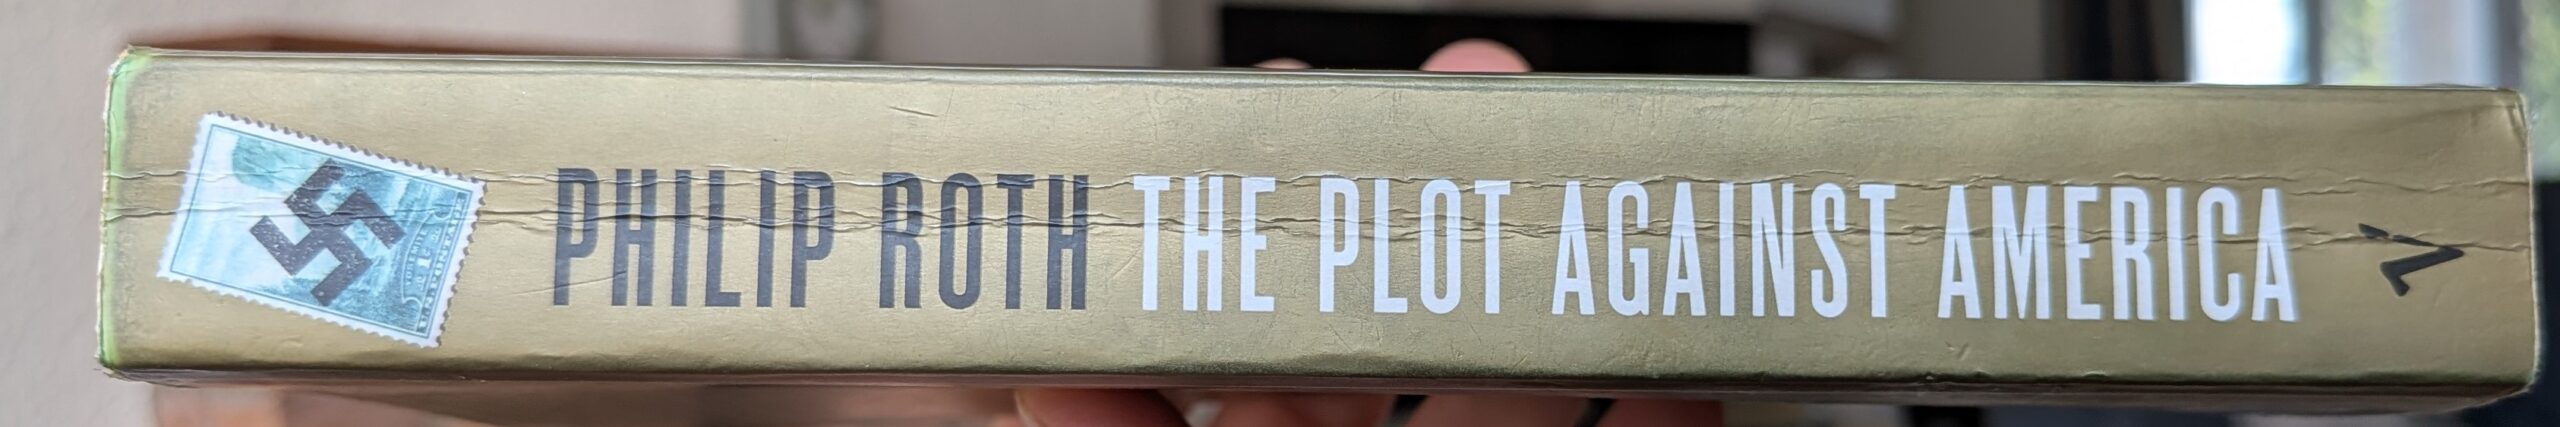 PHILIP ROTH THE PLOT AGAINST AMERICA